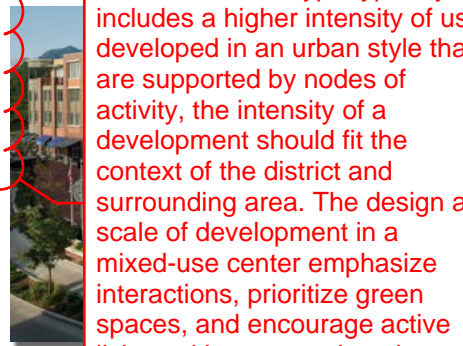 includes a higher intensity of us
developed in an urban style tha
are supported by nodes of
activity, the intensity of a
development should fit the
context of the district and
surrounding area. The design a
scale of development in a
mixed-use center emphasize
interactions, prioritize green
spaces, and encourage active